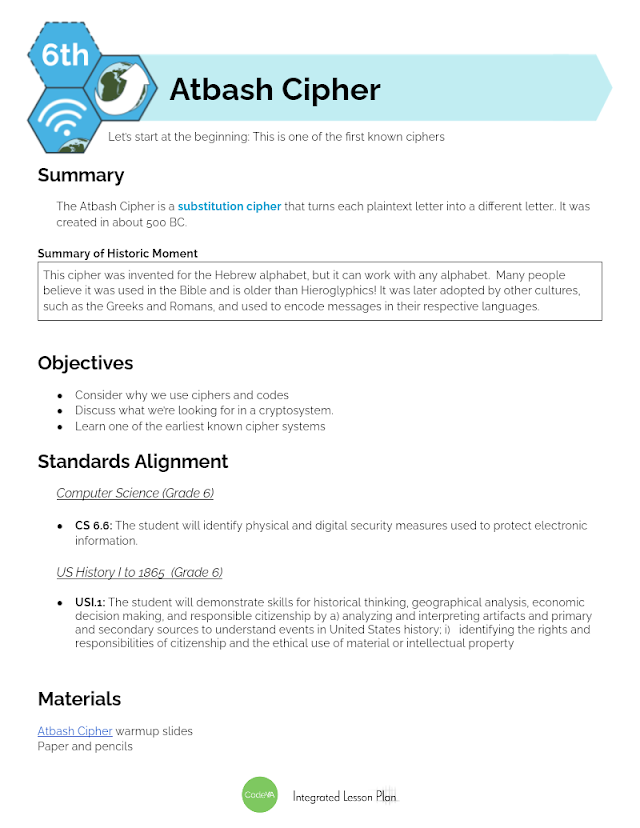 6th
Atbash Cipher
Let's start at the beginning: This is one of the first known ciphers
Summary
The Atbash Cipher is a substitution cipher that turns each plaintext letter into a different letter.. It was
created in about 500 BC.
Summary of Historic Moment
This cipher was invented for the Hebrew alphabet, but it can work with any alphabet. Many people
believe it was used in the Bible and is older than Hieroglyphics! It was later adopted by other cultures,
such as the Greeks and Romans, and used to encode messages in their respective languages.
Objectives
● Consider why we use ciphers and codes
● Discuss what we're looking for in a cryptosystem.
● Learn one of the earliest known cipher systems
Standards Alignment
Computer Science (Grade 6)
● CS 6.6: The student will identify physical and digital security measures used to protect electronic
information.
US History I to 1865 (Grade 6)
● USI.1: The student will demonstrate skills for historical thinking, geographical analysis, economic
decision making, and responsible citizenship by a) analyzing and interpreting artifacts and primary
and secondary sources to understand events in United States history; i) identifying the rights and
responsibilities of citizenship and the ethical use of material or intellectual property
Materials
Atbash Cipher warmup slides
Paper and pencils
CodeVA Integrated Lesson Plan